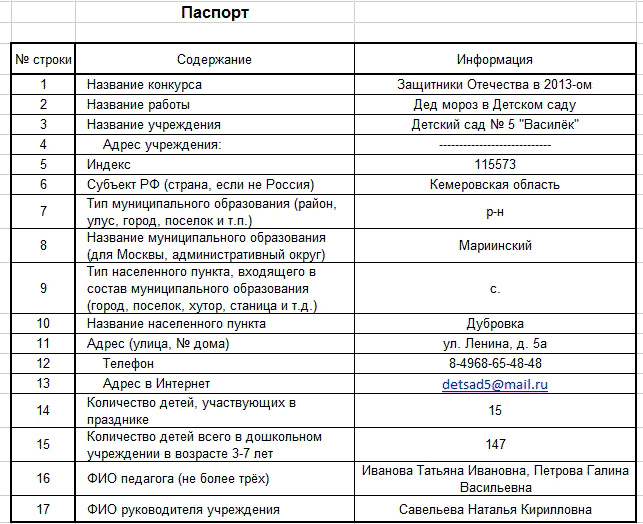 Паспорт
№ строки Содержание Информация
1 Название конкурса Защитники Отечества в 2013-ом
2 Название работы Дед мороз в Детском саду
3 Название учреждения Детский сад № 5 "Василёк"
4 Адрес учреждения: ----------------------------
5 Индекс 115573
6 Субъект РФ (страна, если не Россия) Кемеровская область
7 Тип муниципального образования (район,
улус, город, поселок и т.п.) р-н
8 Название муниципального образования
(для Москвы, административный округ) Мариинский
9 Тип населенного пункта, входящего в
состав муниципального образования
(город, поселок, хутор, станица и т.д.) с.
10 Название населенного пункта Дубровка
11 Адрес (улица, № дома) ул. Ленина, д. 5а
12 Телефон 8-4968-65-48-48
13 Адрес в Интернет detsad5@mail.ru
14 Количество детей, участвующих в
празднике 15
15 Количество детей всего в дошкольном
учреждении в возрасте 3-7 лет 147
16 ФИО педагога (не более трёх) Иванова Татьяна Ивановна, Петрова Галина
Васильевна
17 ФИО руководителя учреждения Савельева Наталья Кирилловна